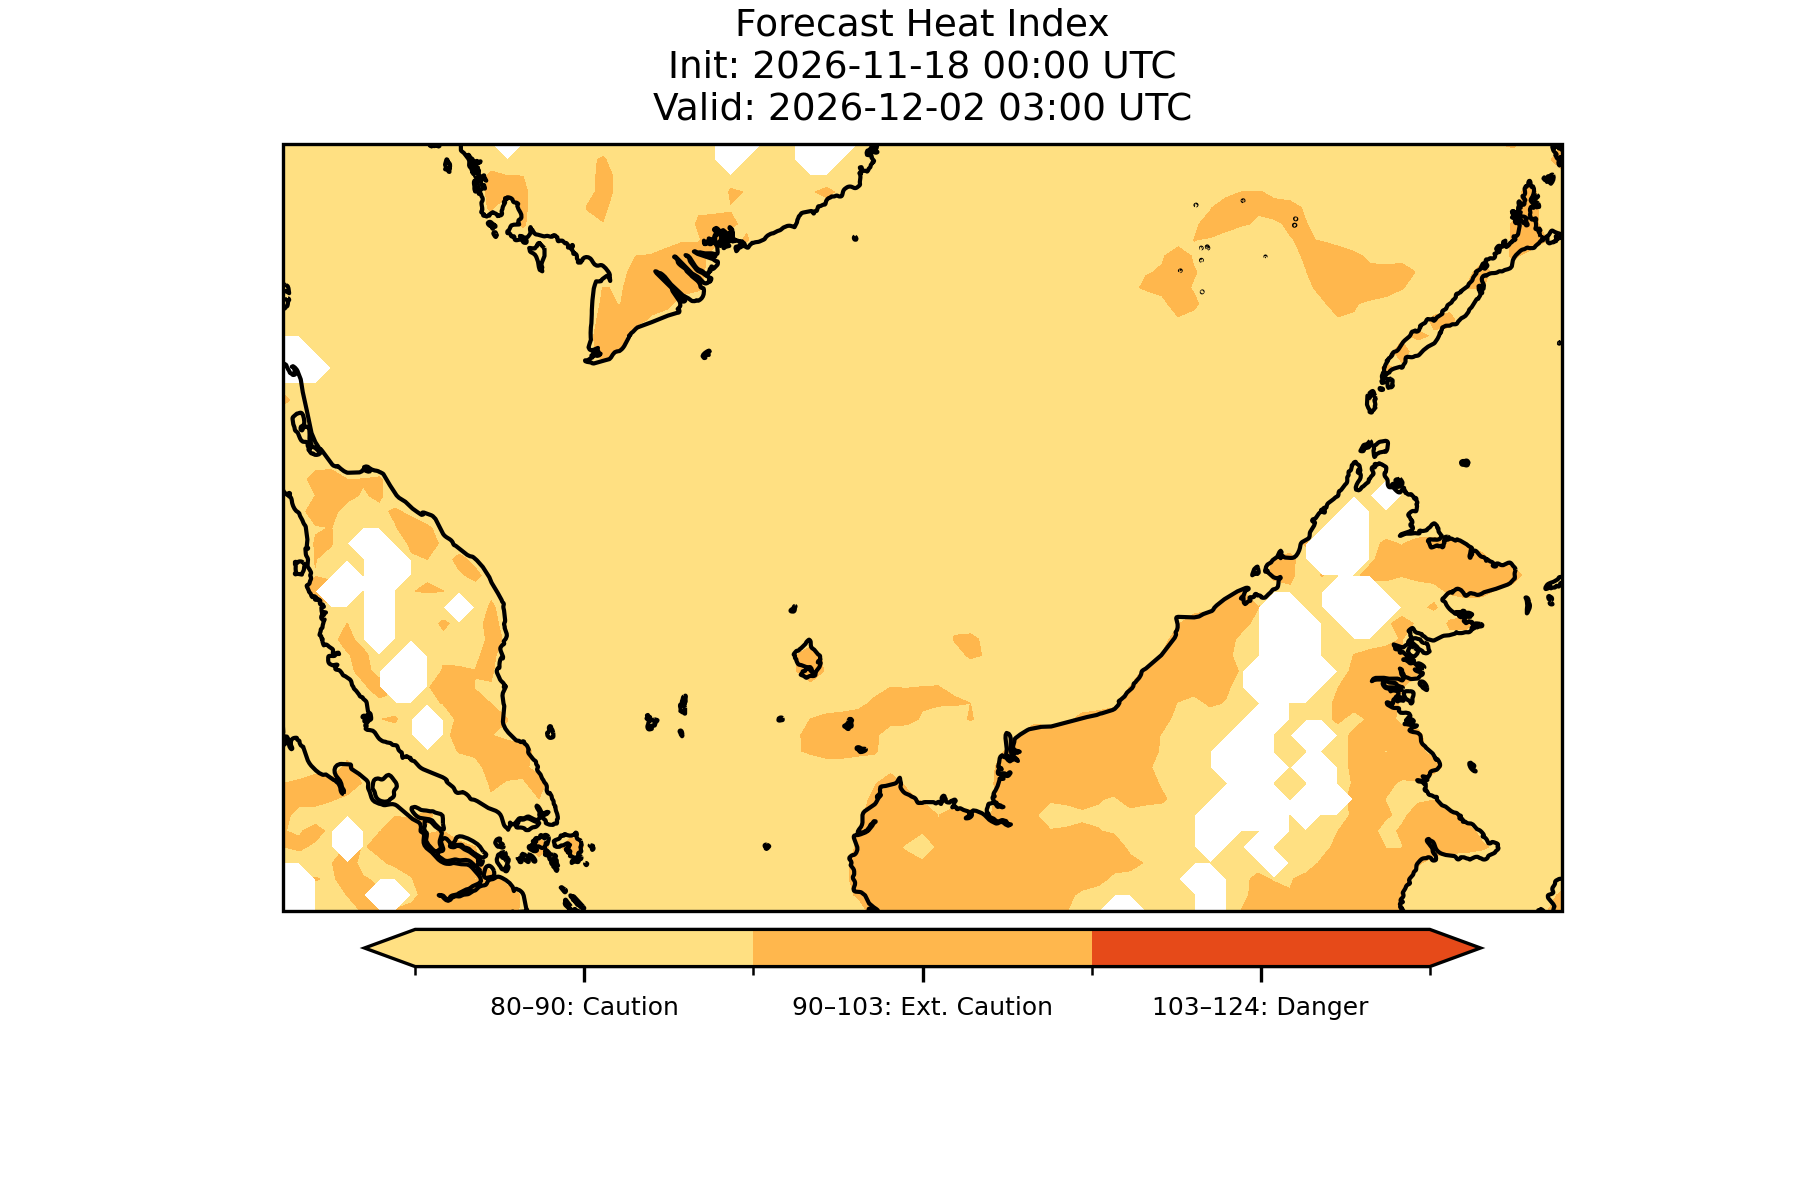 Forecast Heat Index
Init: 2026-11-18 00:00 UTC
Valid: 2026-12-02 03:00 UTC
80–90: Caution
90–103: Ext. Caution
103–124: Danger